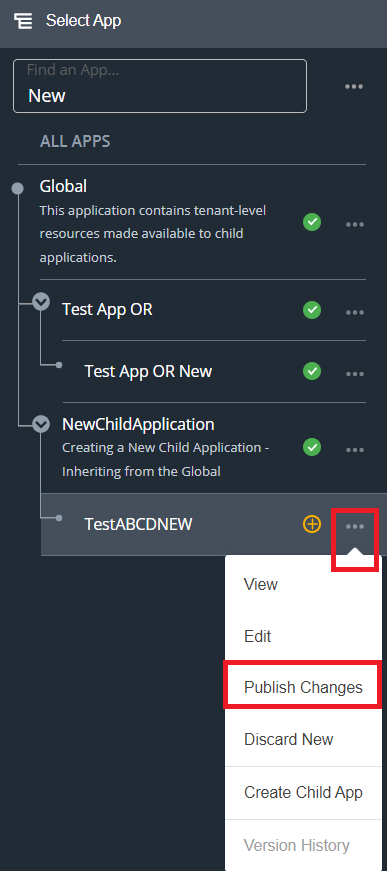 Select App
Find an App...
New
ALL APPS
Global
This application contains tenant-level
resources made available to child
applications.
Test App OR
Test App OR New
NewChildApplication
Creating a New Child Application -
Inheriting from the Global
TestABCDNEW
View
Edit
Publish Changes
Discard New
Create Child App
Version History